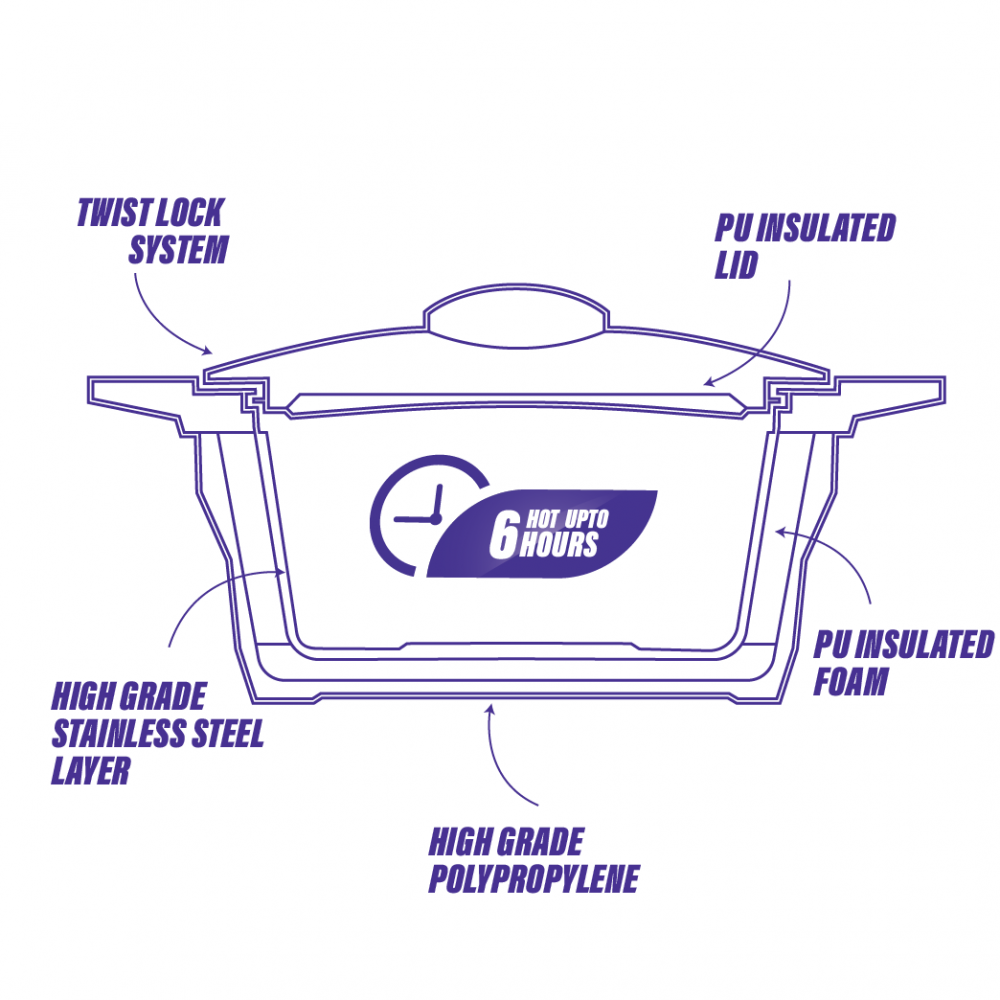 TWIST LOCK
SYSTEM
PU INSULATED
LID
6 HOT UPTO
HOURS
PU INSULATED
FOAM
HIGH GRADE
STAINLESS STEEL
LAYER
HIGH GRADE
POLYPROPYLENE